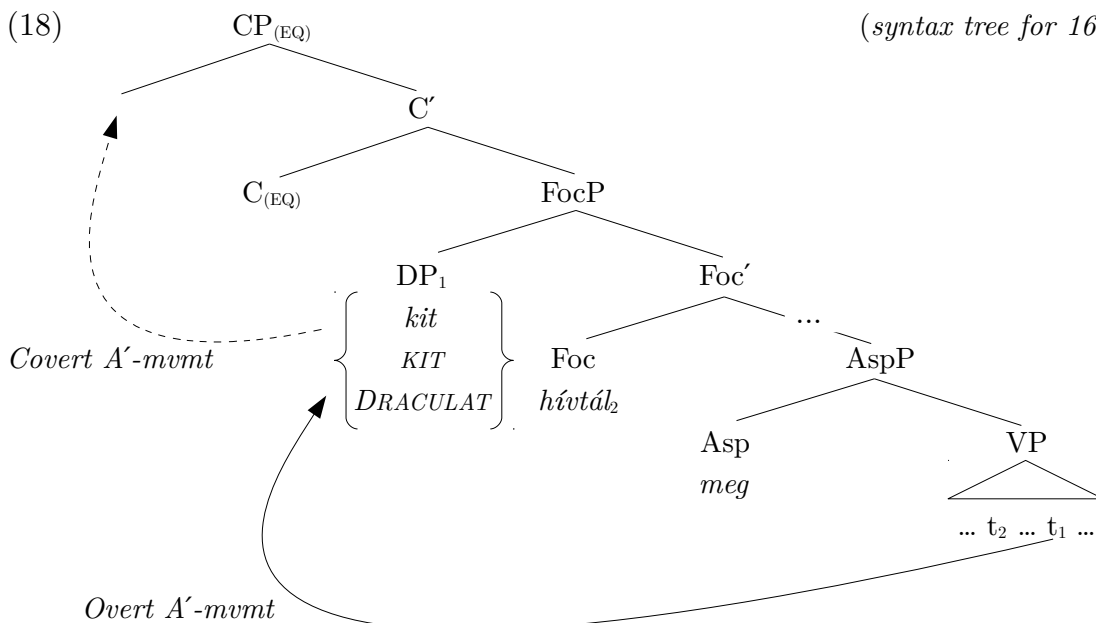 (18) CP(EQ) (syntax tree for 16
C′
C(EQ) FocP
DP₁ Foc′
kit ...
Covert A′-mvmt KIT Foc AspP
DRACULAT hívtál₂
Asp VP
meg
... t₂ ... t₁ ...
Overt A′-mvmt